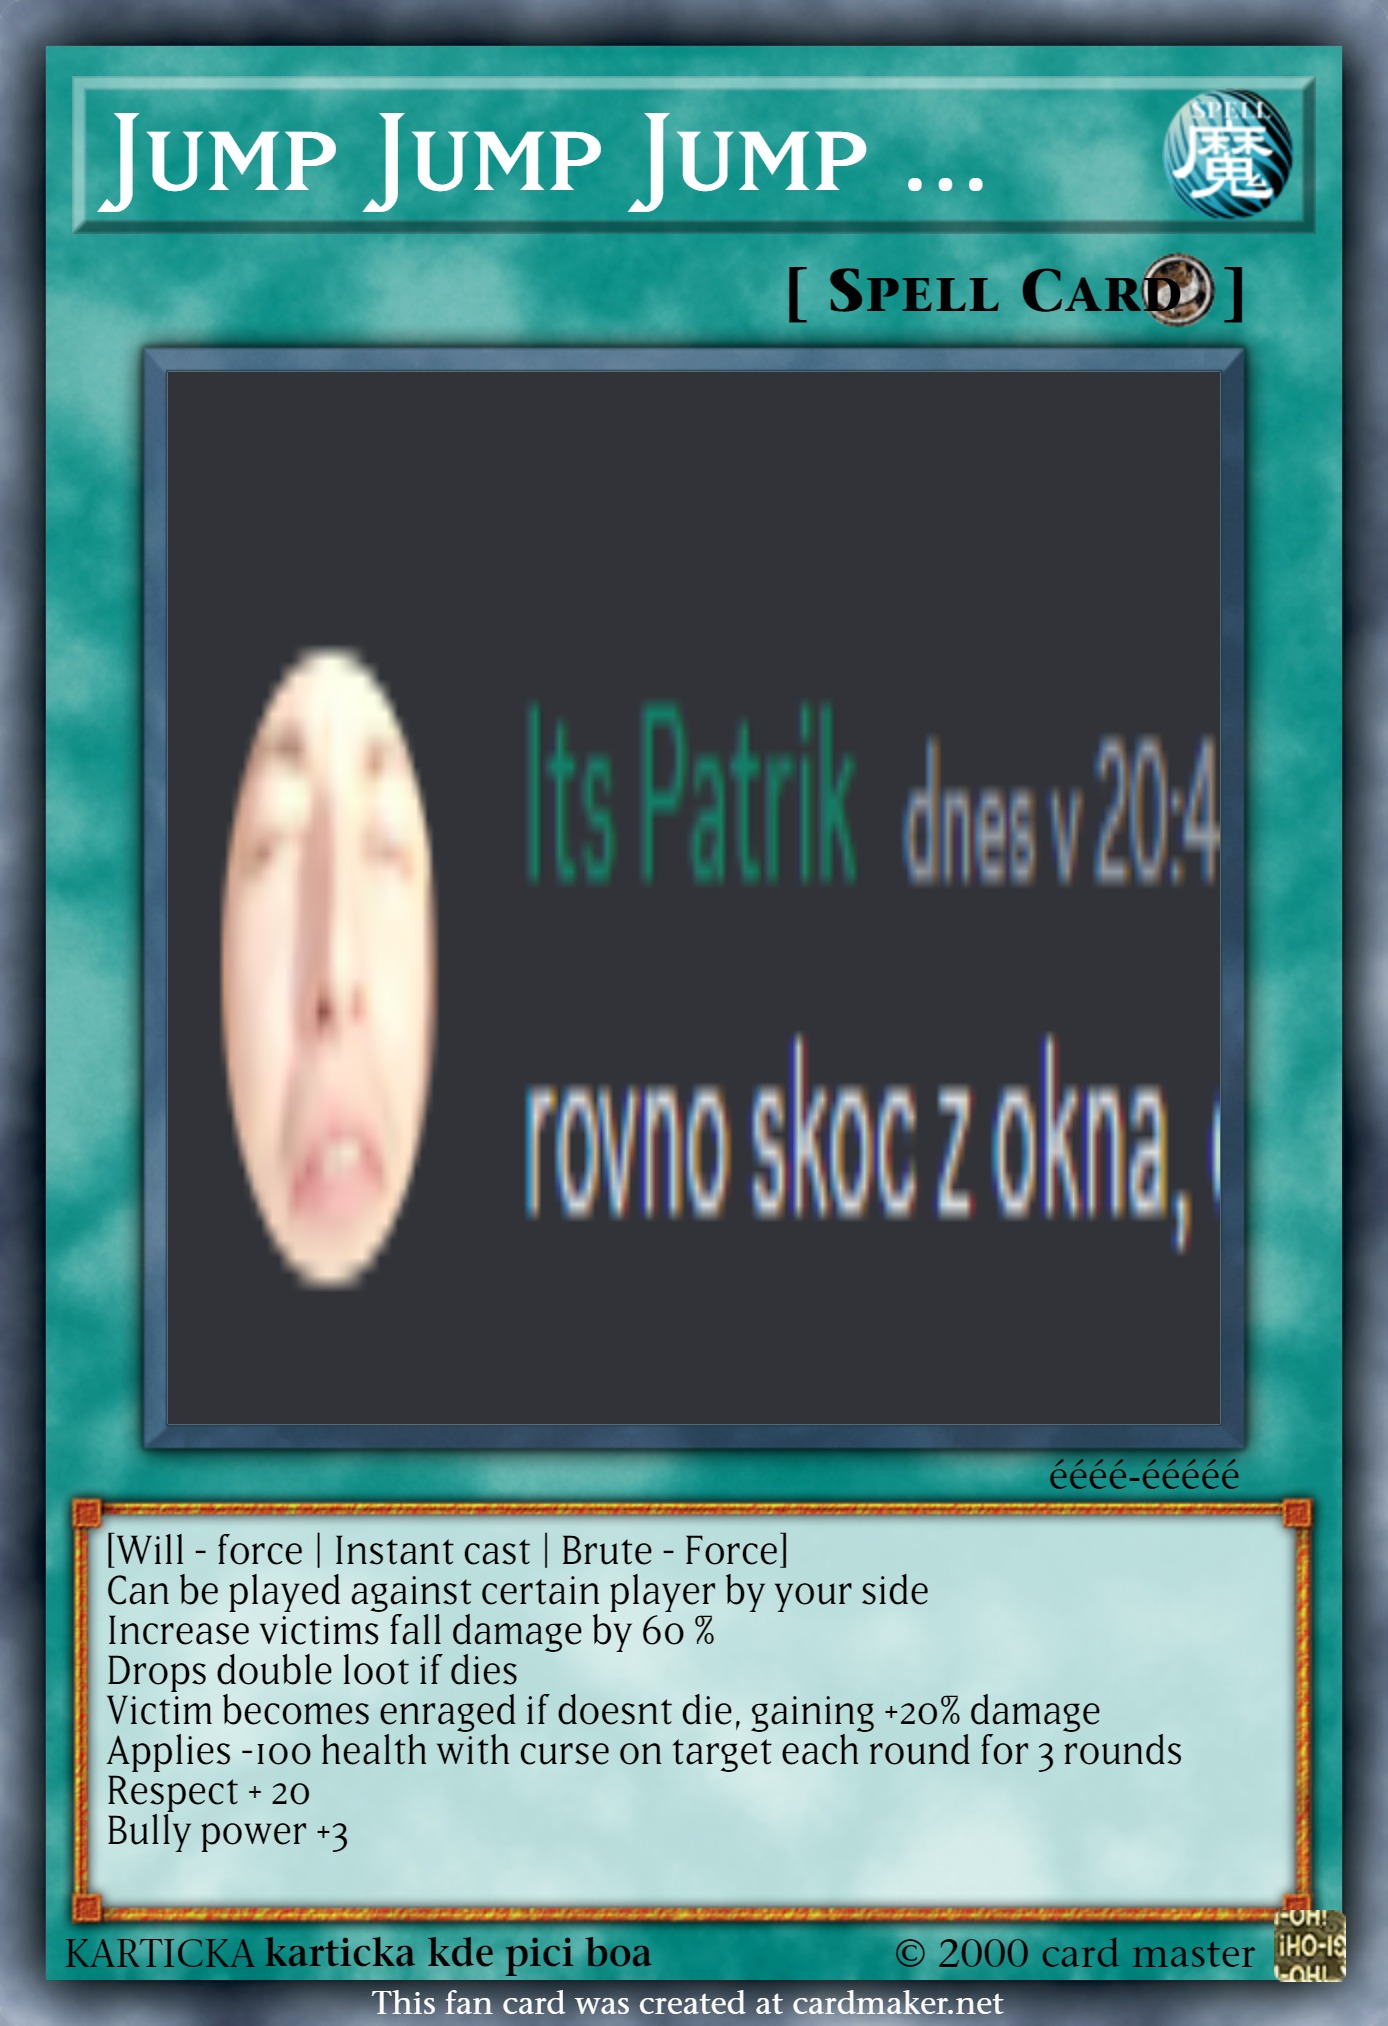 Jump Jump Jump ...
SPELL
魔
[ Spell Card ]
Its Patrik dnes v 20:4
rovno skoc z okna,
éééé-ééééé
[Will - force | Instant cast | Brute - Force]
Can be played against certain player by your side
Increase victims fall damage by 60 %
Drops double loot if dies
Victim becomes enraged if doesnt die, gaining +20% damage
Applies -100 health with curse on target each round for 3 rounds
Respect + 20
Bully power +3
KARTICKA karticka kde pici boa
© 2000 card master
This fan card was created at cardmaker.net